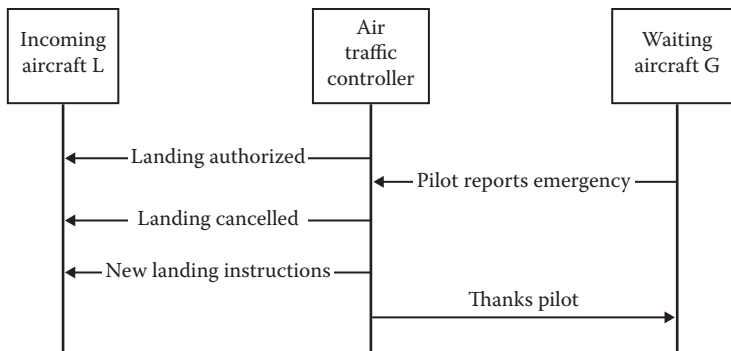 Incoming
aircraft L
Air
traffic
controller
Waiting
aircraft G
Landing authorized
Pilot reports emergency
Landing cancelled
New landing instructions
Thanks pilot